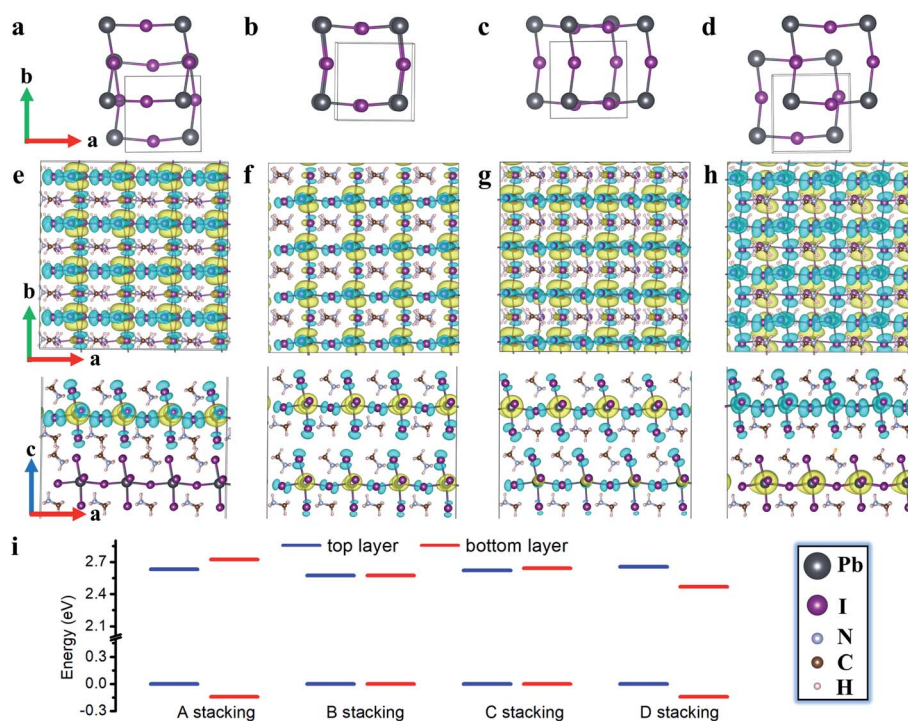 a b c d
b
a
e f g h
b
a
c
a
i
top layer bottom layer
2.7
2.4
2.1
0.3
0.0
-0.3
Energy (eV)
A stacking B stacking C stacking D stacking
Pb
I
N
C
H